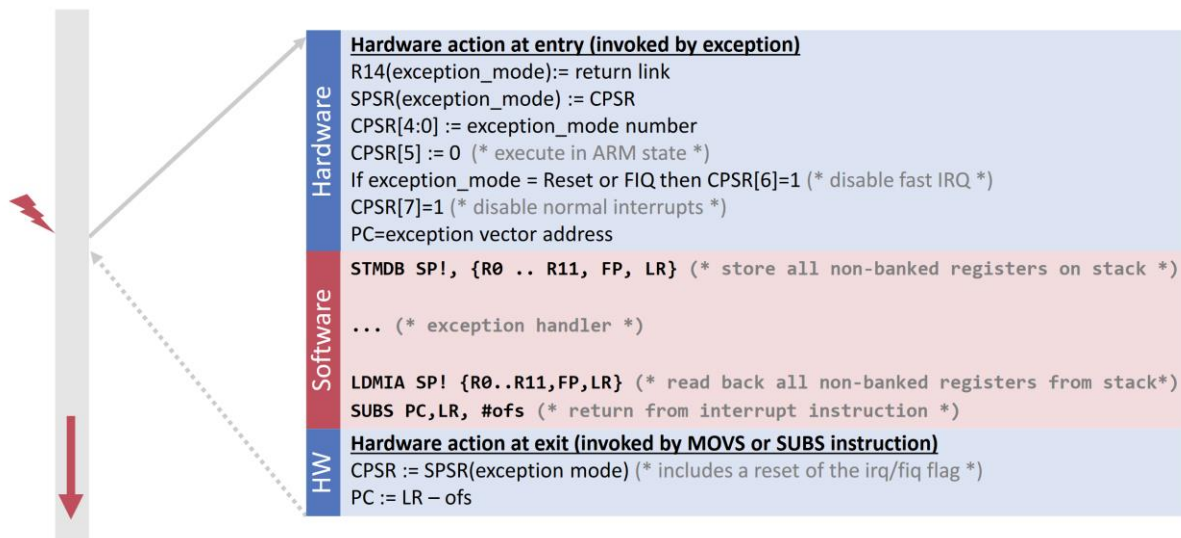 Hardware
Hardware action at entry (invoked by exception)
R14(exception_mode):= return link
SPSR(exception_mode) := CPSR
CPSR[4:0] := exception_mode number
CPSR[5] := 0 (* execute in ARM state *)
If exception_mode = Reset or FIQ then CPSR[6]=1 (* disable fast IRQ *)
CPSR[7]=1 (* disable normal interrupts *)
PC=exception vector address
Software
STMDB SP!, {R0 .. R11, FP, LR} (* store all non-banked registers on stack *)
... (* exception handler *)
LDMIA SP! {R0..R11,FP,LR} (* read back all non-banked registers from stack*)
SUBS PC,LR, #ofs (* return from interrupt instruction *)
HW
Hardware action at exit (invoked by MOVS or SUBS instruction)
CPSR := SPSR(exception mode) (* includes a reset of the irq/fiq flag *)
PC := LR – ofs